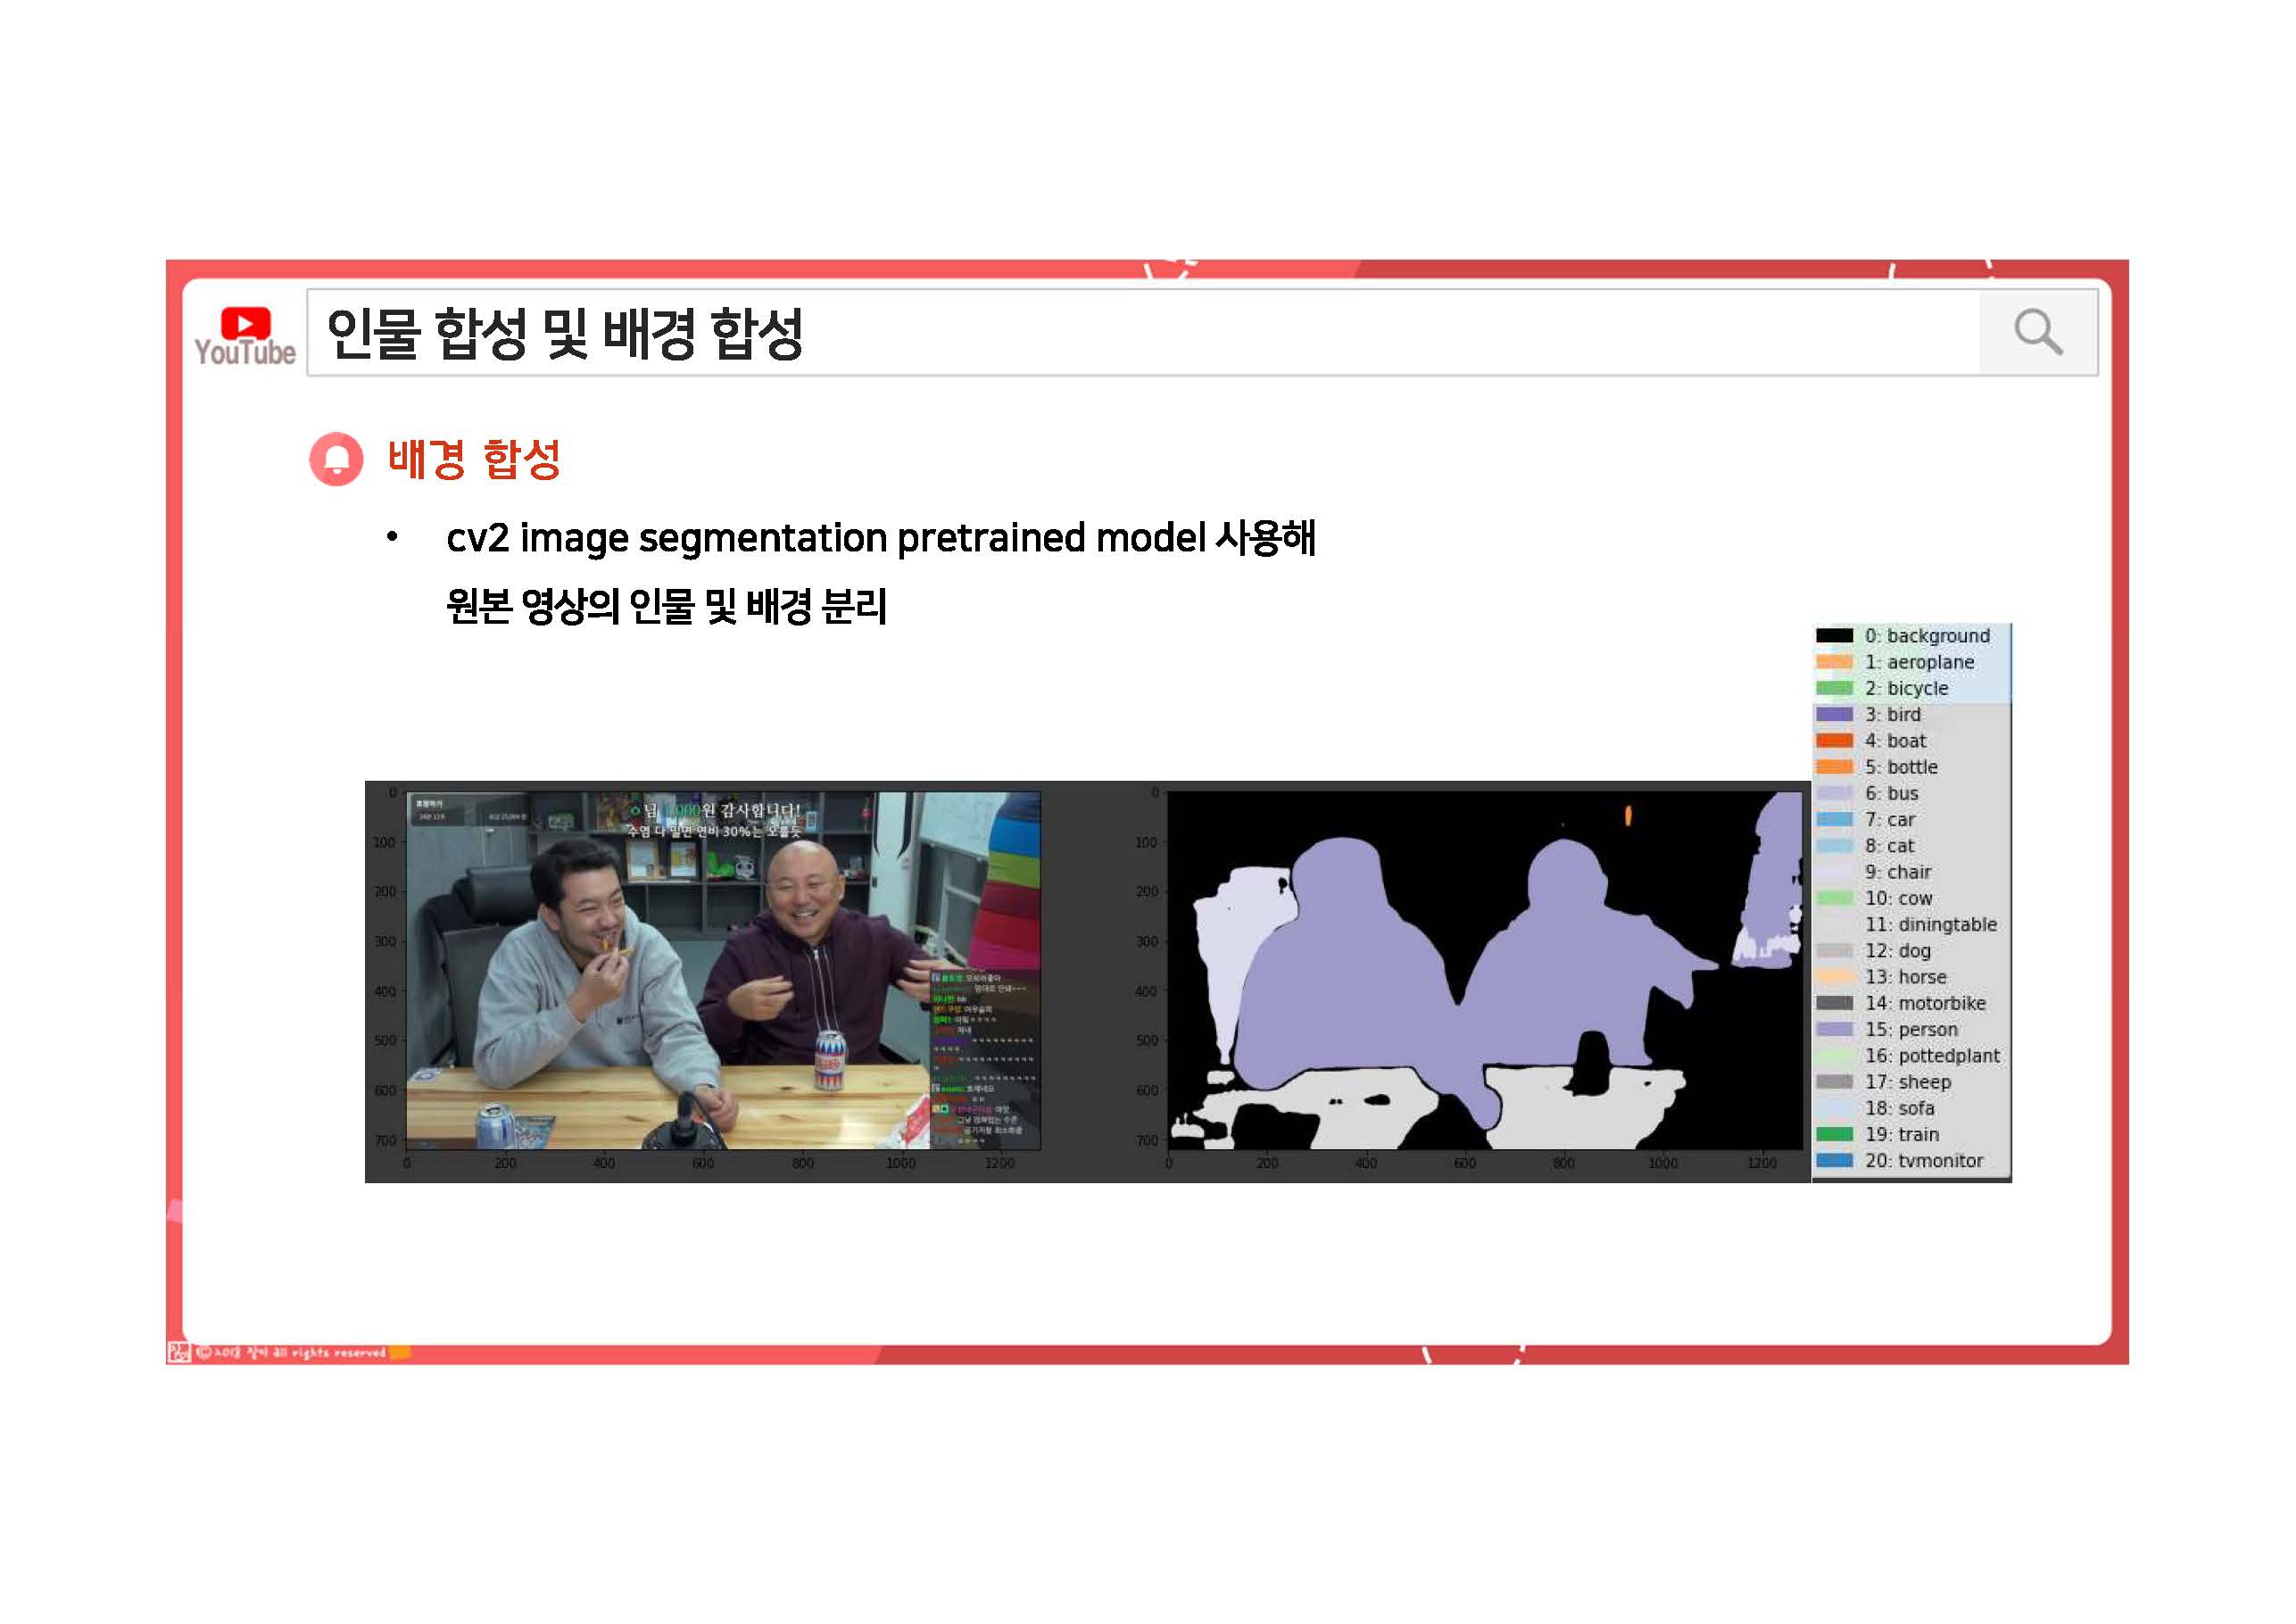 YouTube
인물 합성 및 배경 합성
배경 합성
• cv2 image segmentation pretrained model 사용해
원본 영상의 인물 및 배경 분리
0: background
1: aeroplane
2: bicycle
3: bird
4: boat
5: bottle
6: bus
7: car
8: cat
9: chair
10: cow
11: diningtable
12: dog
13: horse
14: motorbike
15: person
16: pottedplant
17: sheep
18: sofa
19: train
20: tvmonitor
님 000원 감사합니다!
수염 다 밀면 연비 30%는 오를듯
0
100
200
300
400
500
600
700
0 200 400 600 800 1000 1200
0
100
200
300
400
500
600
700
0 200 400 600 800 1000 1200
all rights reserved